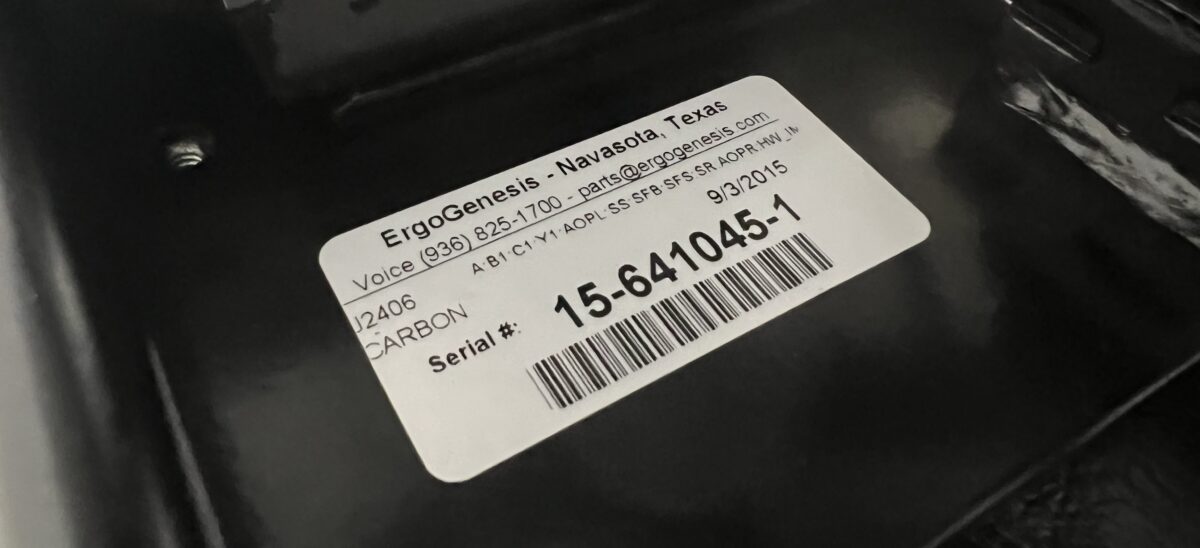 ErgoGenesis - Navasota, Texas
Voice (936) 825-1700 - parts@ergogenesis.com
A·B1·C1·Y1·AOPL·SS·SFB·SFS·SR·AOPR·HW_IM
J2406
9/3/2015
CARBON
Serial #: 15-641045-1